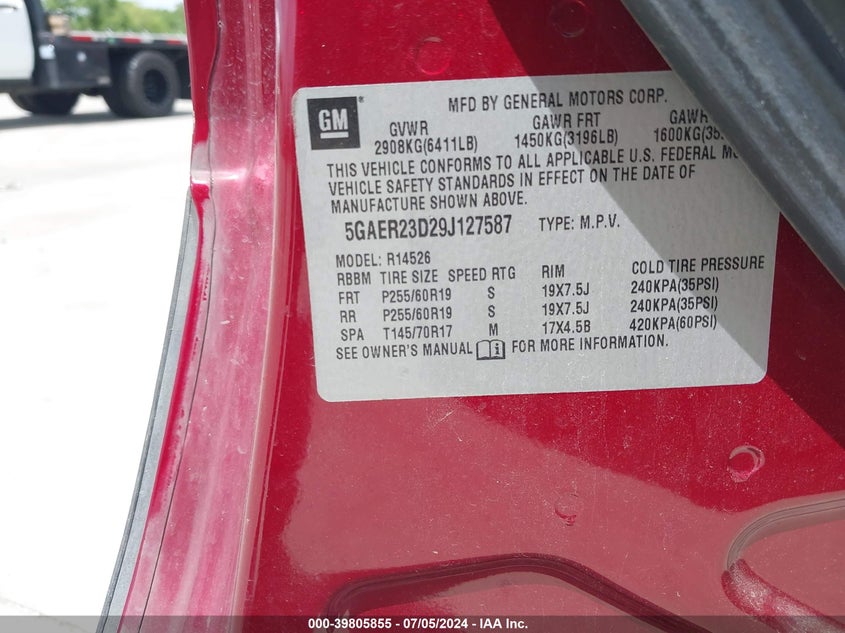 GM ®
MFD BY GENERAL MOTORS CORP.
GVWR GAWR FRT GAWR
2908KG(6411LB) 1450KG(3196LB) 1600KG
THIS VEHICLE CONFORMS TO ALL APPLICABLE U.S. FEDERAL
VEHICLE SAFETY STANDARDS IN EFFECT ON THE DATE OF
MANUFACTURE SHOWN ABOVE.
5GAER23D29J127587 TYPE: M.P.V.
MODEL: R14526
RBBM TIRE SIZE SPEED RTG RIM COLD TIRE PRESSURE
FRT P255/60R19 S 19X7.5J 240KPA(35PSI)
RR P255/60R19 S 19X7.5J 240KPA(35PSI)
SPA T145/70R17 M 17X4.5B 420KPA(60PSI)
SEE OWNER'S MANUAL FOR MORE INFORMATION.
000-39805855 - 07/05/2024 - IAA Inc.